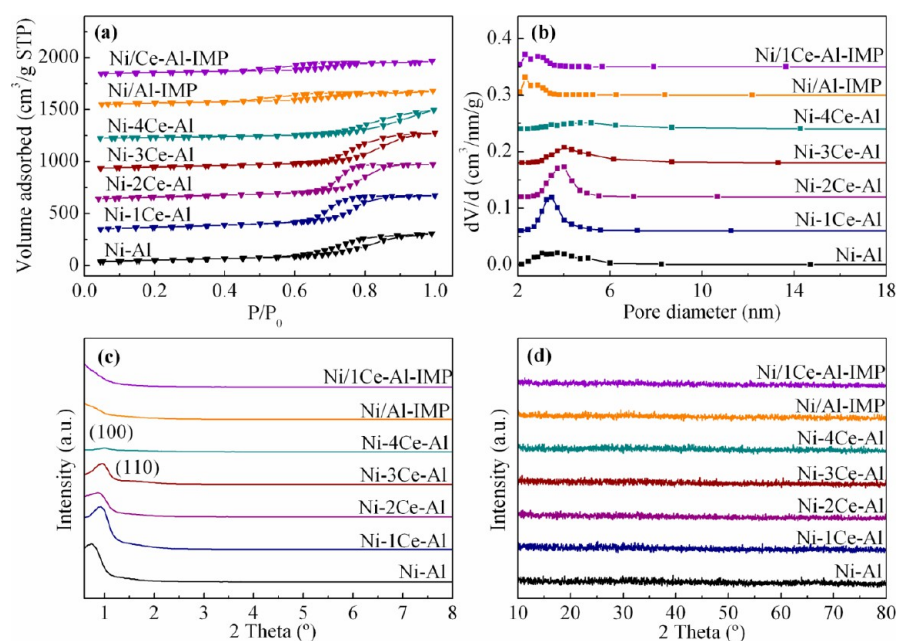 (a)
Volume adsorbed (cm³/g STP)
2000
1500
1000
500
0
Ni/Ce-Al-IMP
Ni/Al-IMP
Ni-4Ce-Al
Ni-3Ce-Al
Ni-2Ce-Al
Ni-1Ce-Al
Ni-Al
0.0 0.2 0.4 0.6 0.8 1.0
P/P₀
(b)
dV/d (cm³/nm/g)
0.4
0.3
0.2
0.1
0.0
Ni/1Ce-Al-IMP
Ni/Al-IMP
Ni-4Ce-Al
Ni-3Ce-Al
Ni-2Ce-Al
Ni-1Ce-Al
Ni-Al
2 6 10 14 18
Pore diameter (nm)
(c)
Intensity (a.u.)
Ni/1Ce-Al-IMP
Ni/Al-IMP
(100)
Ni-4Ce-Al
(110)
Ni-3Ce-Al
Ni-2Ce-Al
Ni-1Ce-Al
Ni-Al
1 2 3 4 5 6 7 8
2 Theta (º)
(d)
Intensity (a.u.)
Ni/1Ce-Al-IMP
Ni/Al-IMP
Ni-4Ce-Al
Ni-3Ce-Al
Ni-2Ce-Al
Ni-1Ce-Al
Ni-Al
10 20 30 40 50 60 70 80
2 Theta (º)